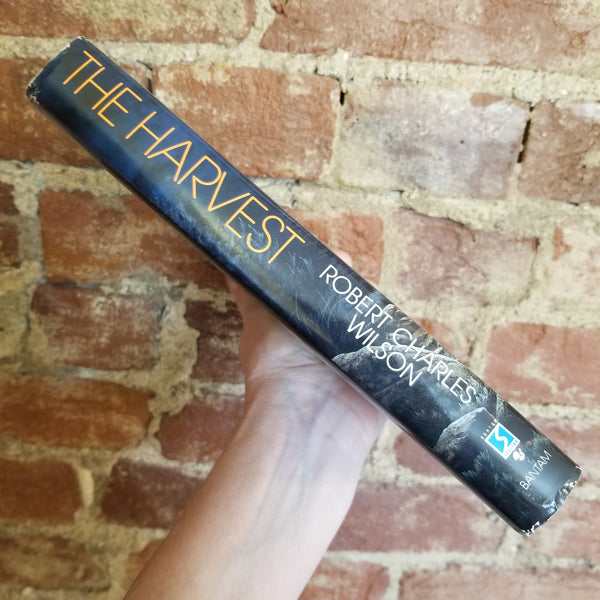 THE HARVEST
ROBERT CHARLES
WILSON
S
BANTAM